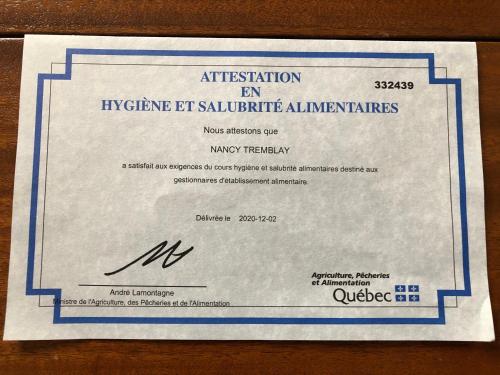 ATTESTATION
EN
HYGIÈNE ET SALUBRITÉ ALIMENTAIRES
332439
Nous attestons que
NANCY TREMBLAY
a satisfait aux exigences du cours hygiène et salubrité alimentaires destiné aux
gestionnaires d'établissement alimentaire.
Délivrée le 2020-12-02
André Lamontagne
Ministre de l'Agriculture, des Pêcheries et de l'Alimentation
Agriculture, Pêcheries
et Alimentation
Québec